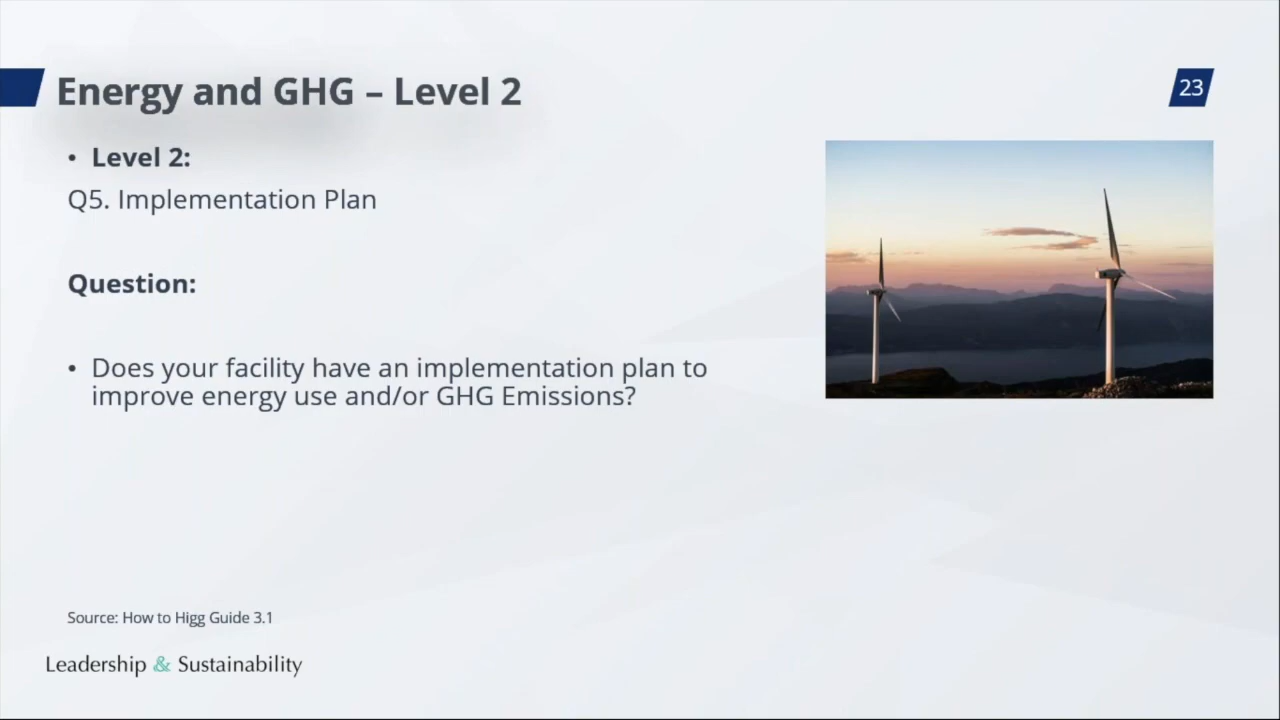 Energy and GHG – Level 2
23
• Level 2:
Q5. Implementation Plan
Question:
• Does your facility have an implementation plan to
improve energy use and/or GHG Emissions?
Source: How to Higg Guide 3.1
Leadership & Sustainability